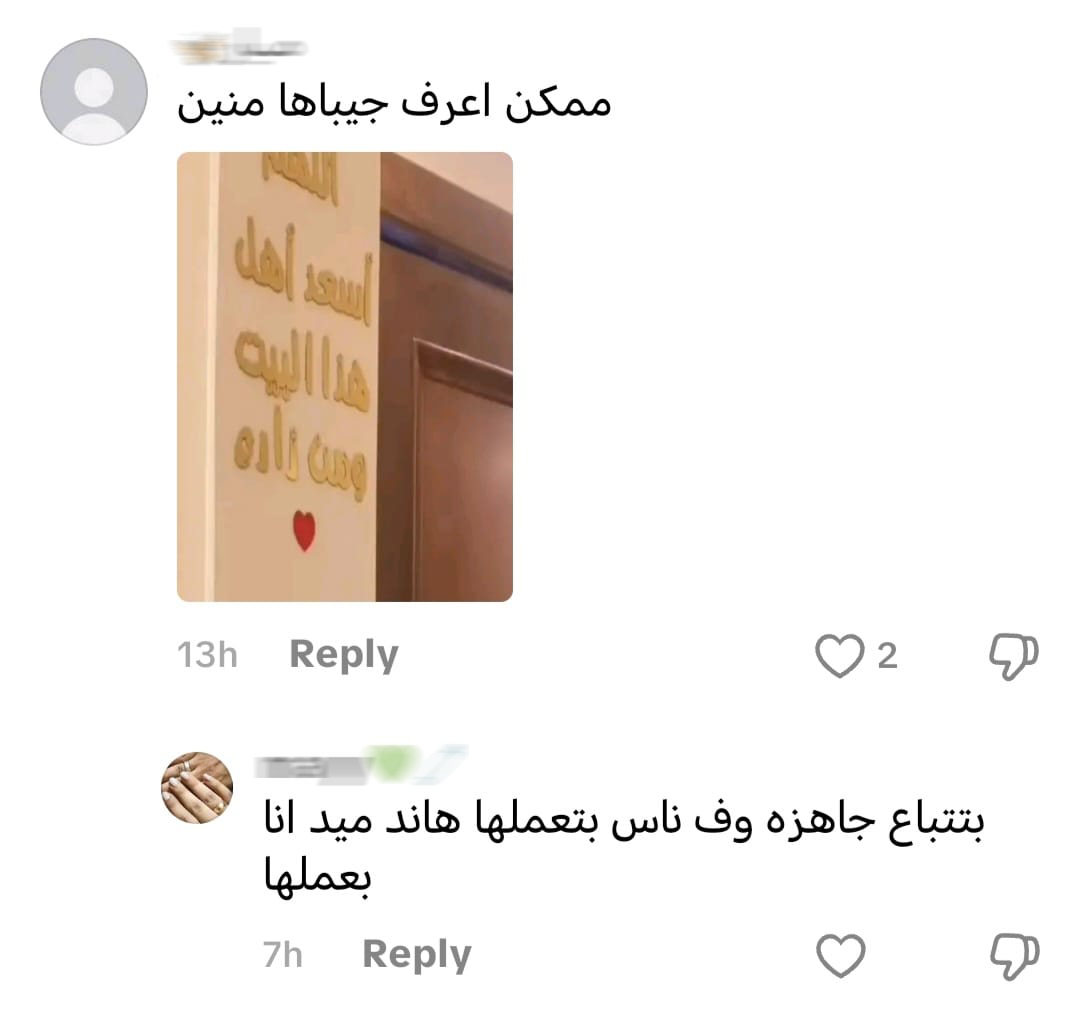 ممكن اعرف جيباها منين
اللهم
أسعد أهل
هذا البيت
ومن زاره
13h Reply 2
بتتباع جاهزه وف ناس بتعملها هاند ميد انا
بعملها
7h Reply